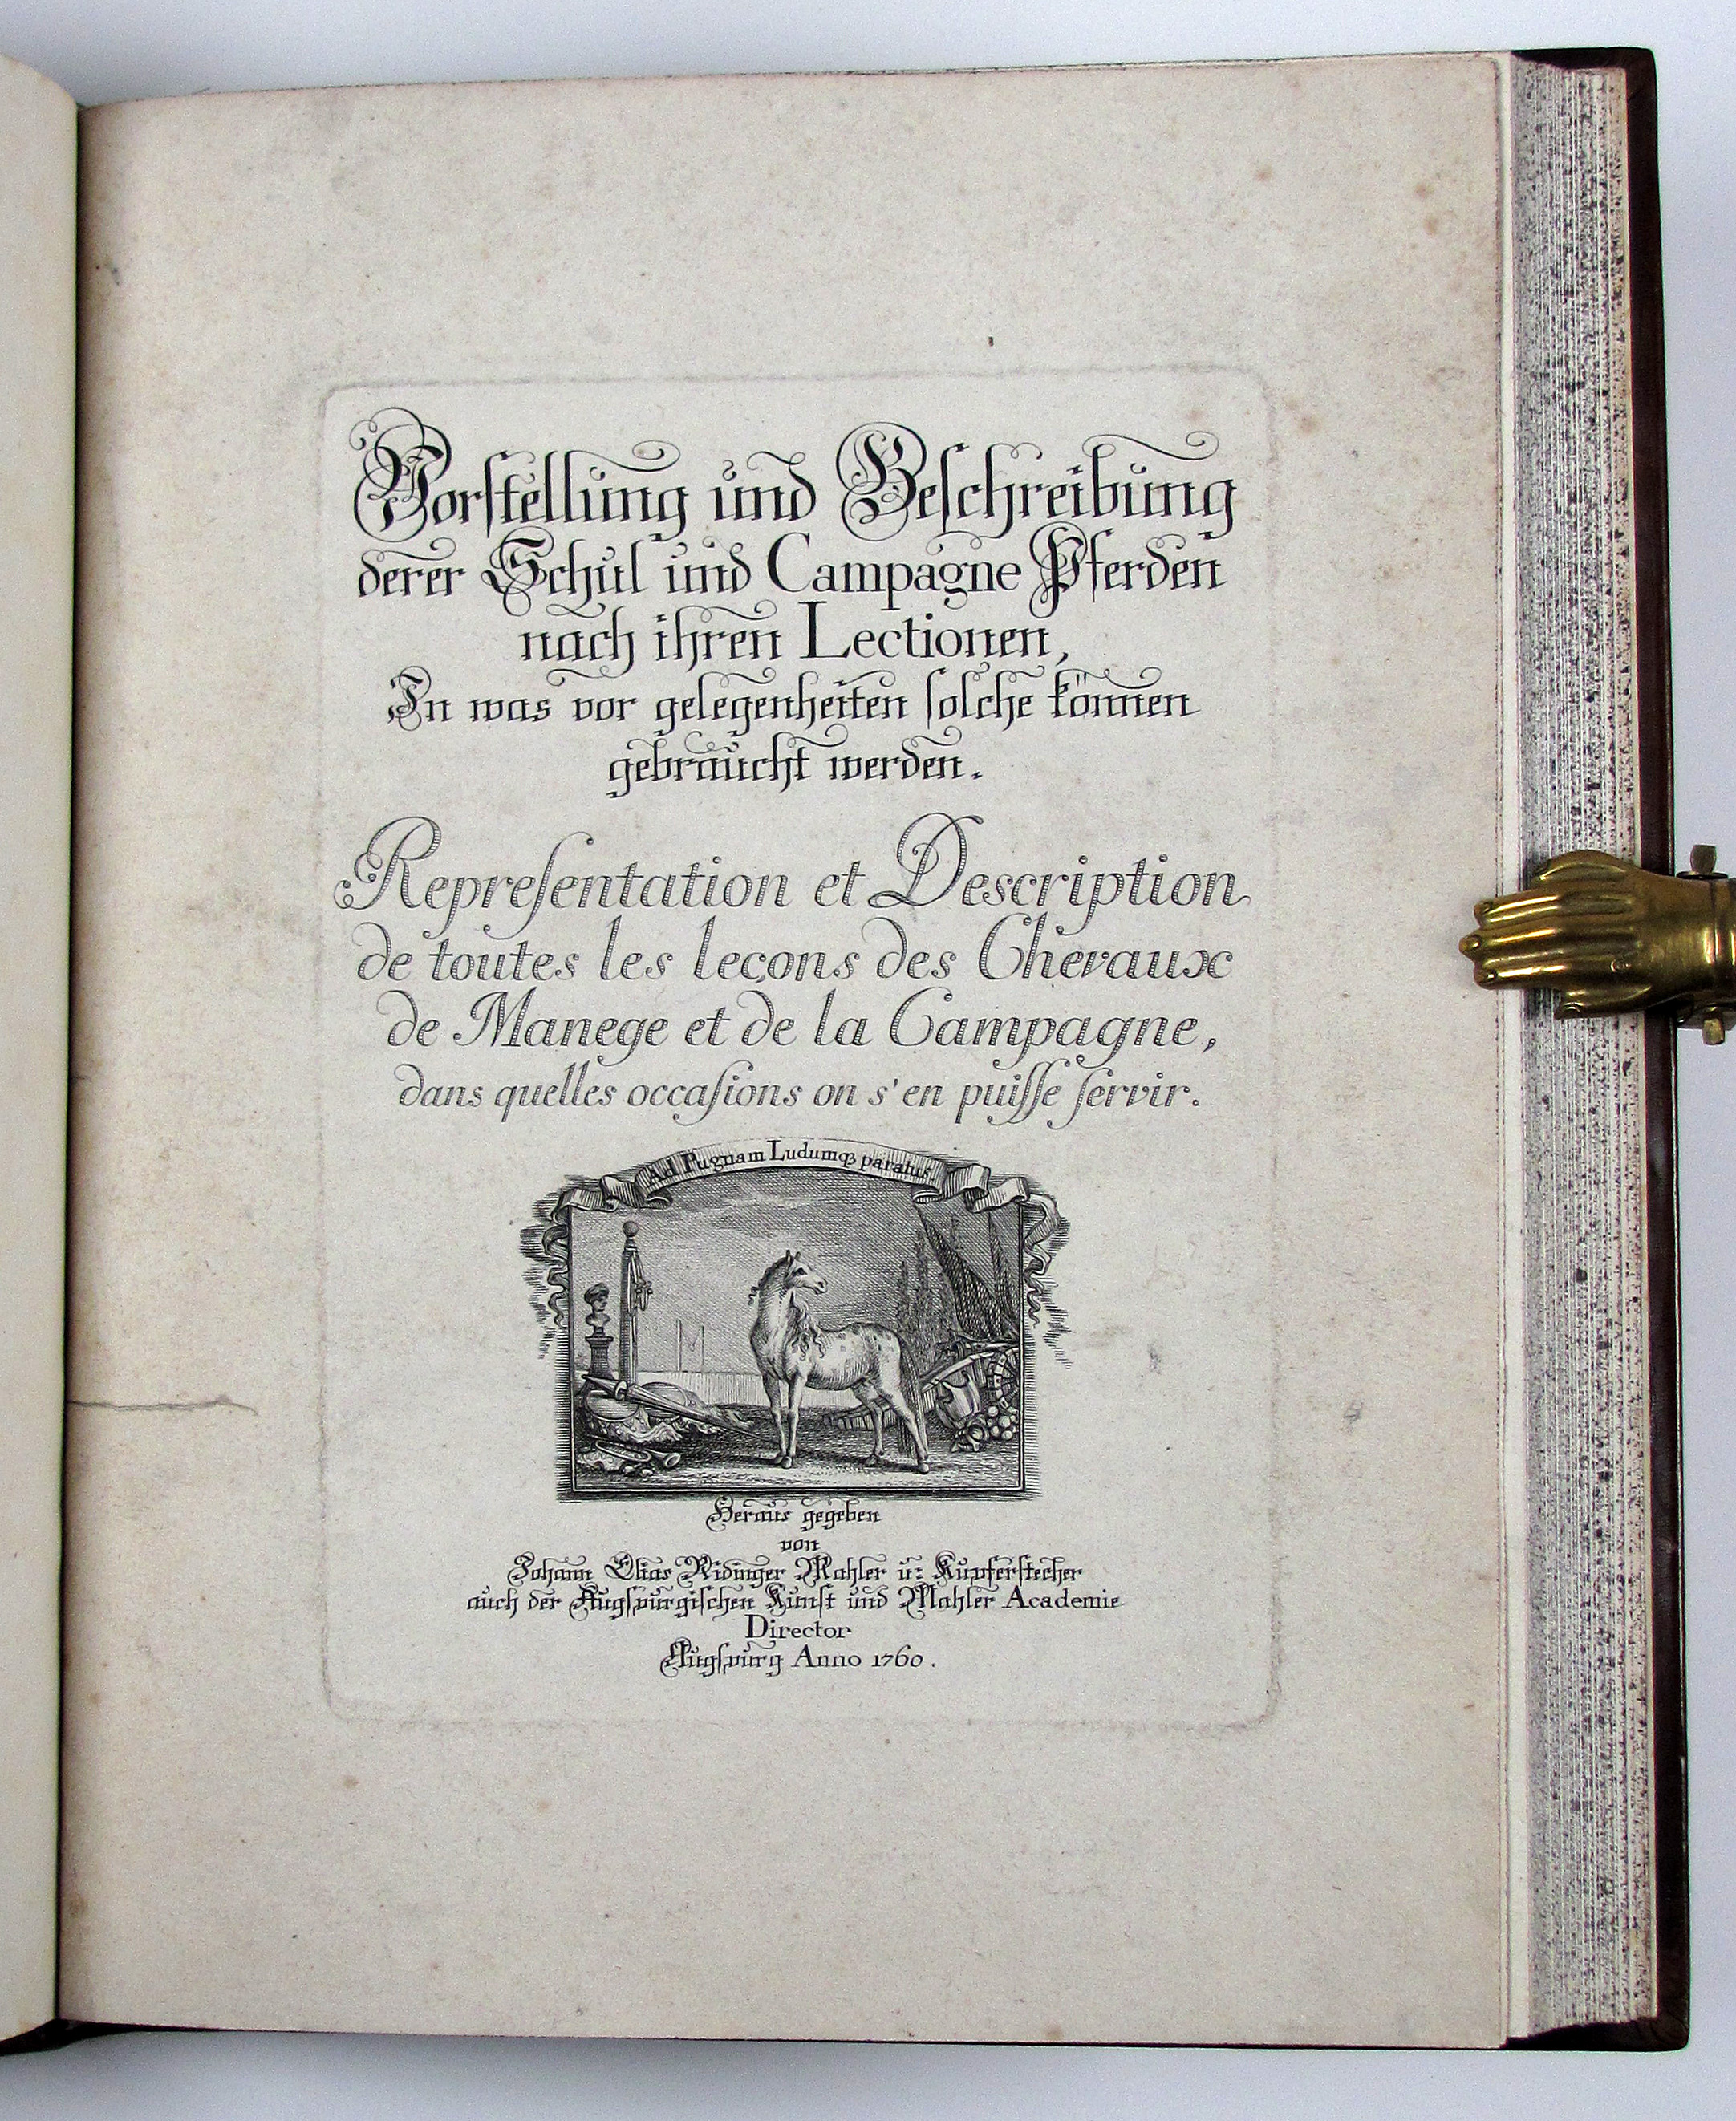 Vorstellung und Beschreibung
derer Schul und Campagne Pferden
nach ihren Lectionen,
In was vor gelegenheiten solche können
gebraucht werden.
Repreſentation et Description
de toutes les leçons des Chevaux
de Manege et de la Campagne,
dans quelles occaſions on s'en puiſſe ſervir.
Ad Pugnam Ludumq₃ paratus
Heraus gegeben
von
Johann Elias Ridinger Mahler u: Kupferstecher
auch der Augspurgischen Kunst und Mahler Academie
Director
Augspurg Anno 1760.